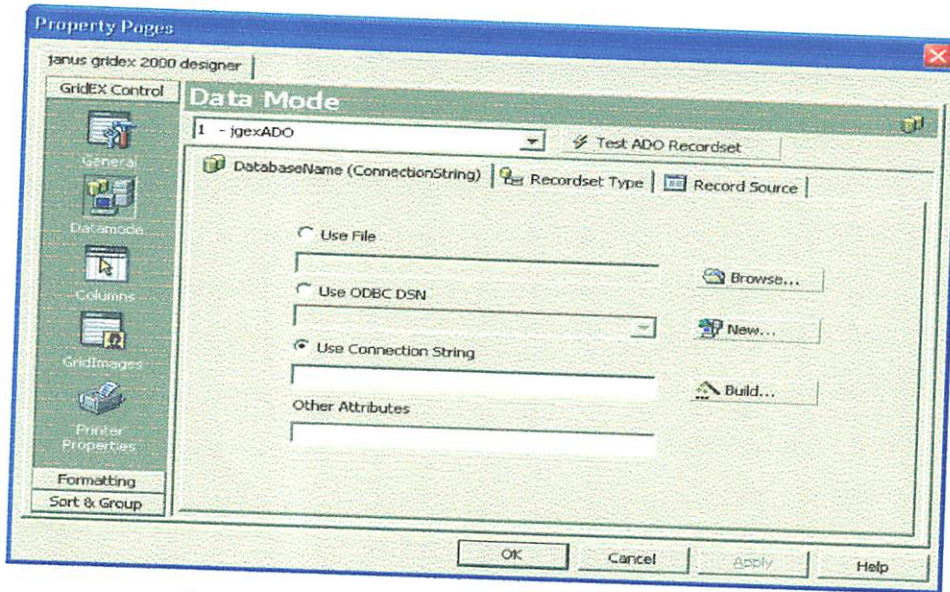 Property Pages
janus gridex 2000 designer
GridEX Control
General
Datamode
Columns
GridImages
Printer
Properties
Formatting
Sort & Group
Data Mode
1 - jgexADO
Test ADO Recordset
DatabaseName (ConnectionString)
Recordset Type
Record Source
Use File
Browse...
Use ODBC DSN
New...
Use Connection String
Build...
Other Attributes
OK
Cancel
Apply
Help